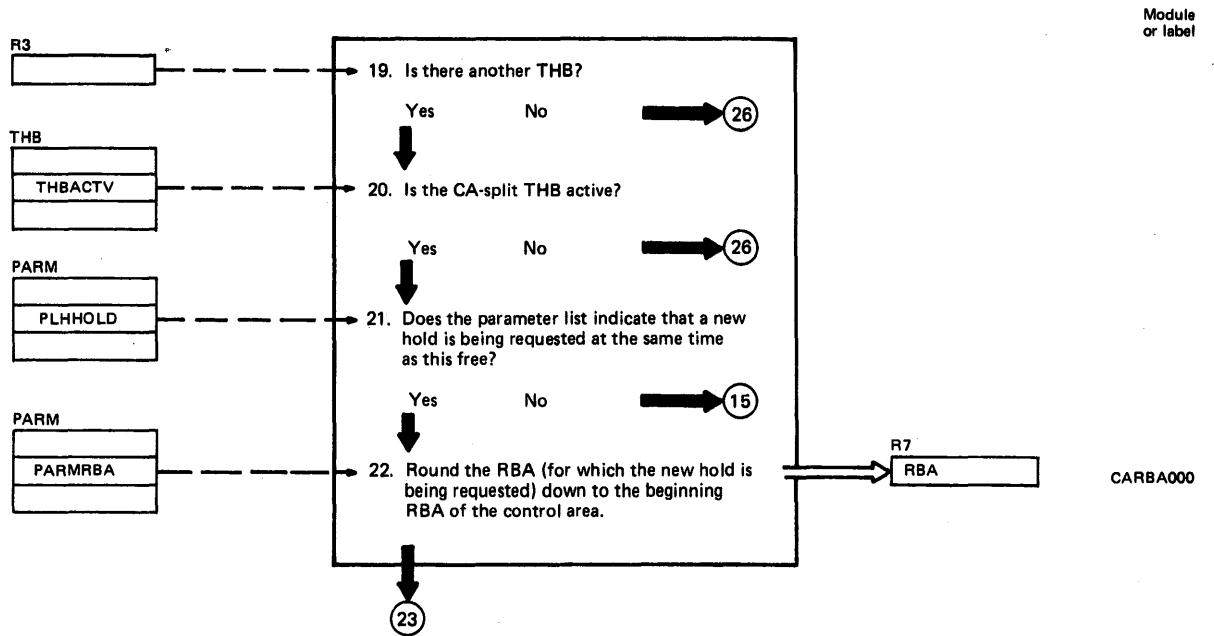 Module
or label
R3
19. Is there another THB?
Yes No 26
THB
THBACTV
20. Is the CA-split THB active?
Yes No 26
PARM
PLHHOLD
21. Does the parameter list indicate that a new
hold is being requested at the same time
as this free?
Yes No 15
PARM
PARMRBA
22. Round the RBA (for which the new hold is
being requested) down to the beginning
RBA of the control area.
R7
RBA
CARBA000
23